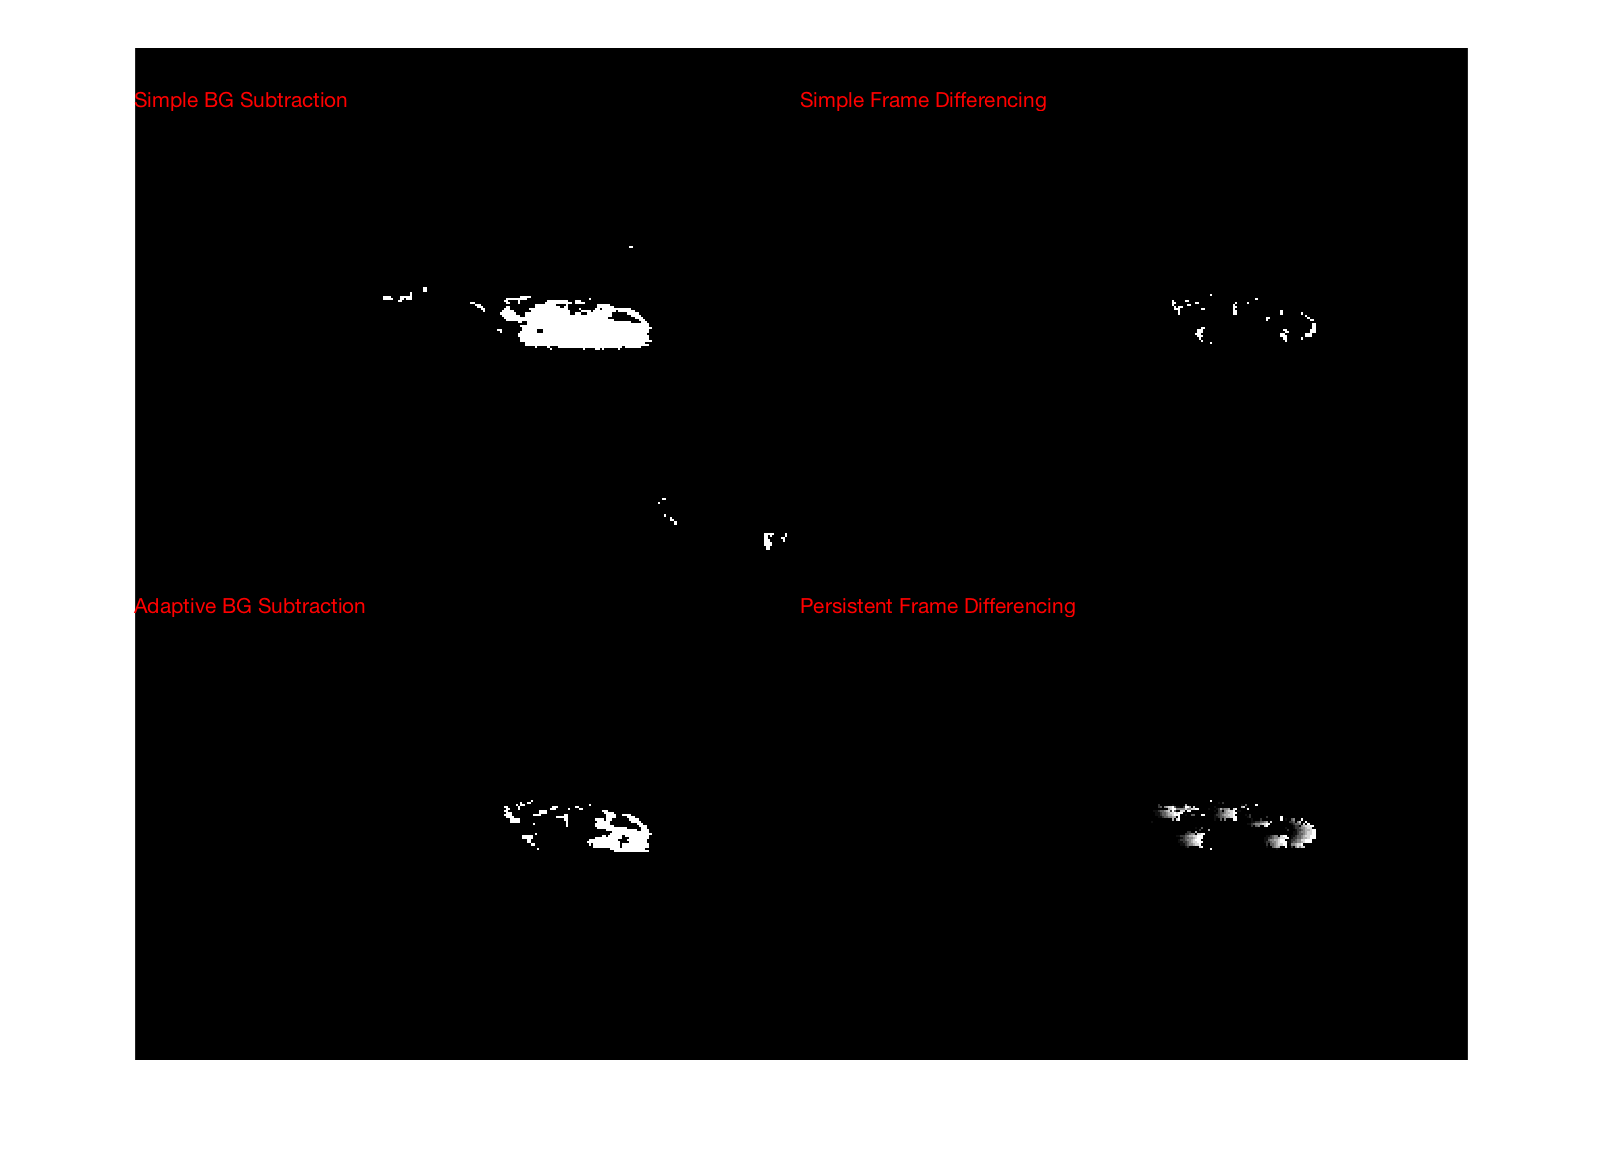 Simple BG Subtraction
Simple Frame Differencing
Adaptive BG Subtraction
Persistent Frame Differencing